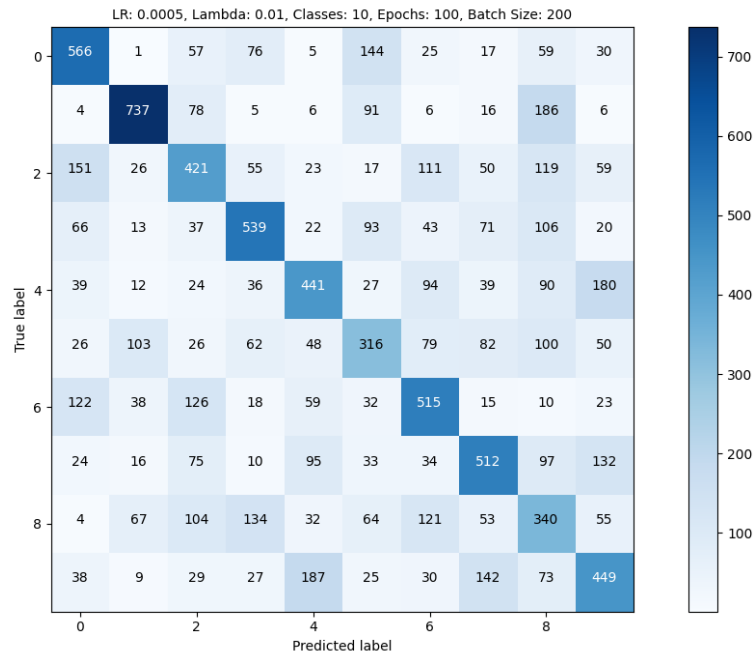 LR: 0.0005, Lambda: 0.01, Classes: 10, Epochs: 100, Batch Size: 200
0 566 1 57 76 5 144 25 17 59 30
4 737 78 5 6 91 6 16 186 6
2 151 26 421 55 23 17 111 50 119 59
66 13 37 539 22 93 43 71 106 20
4 39 12 24 36 441 27 94 39 90 180
26 103 26 62 48 316 79 82 100 50
6 122 38 126 18 59 32 515 15 10 23
24 16 75 10 95 33 34 512 97 132
8 4 67 104 134 32 64 121 53 340 55
38 9 29 27 187 25 30 142 73 449
0 2 4 6 8
Predicted label
True label
700
600
500
400
300
200
100